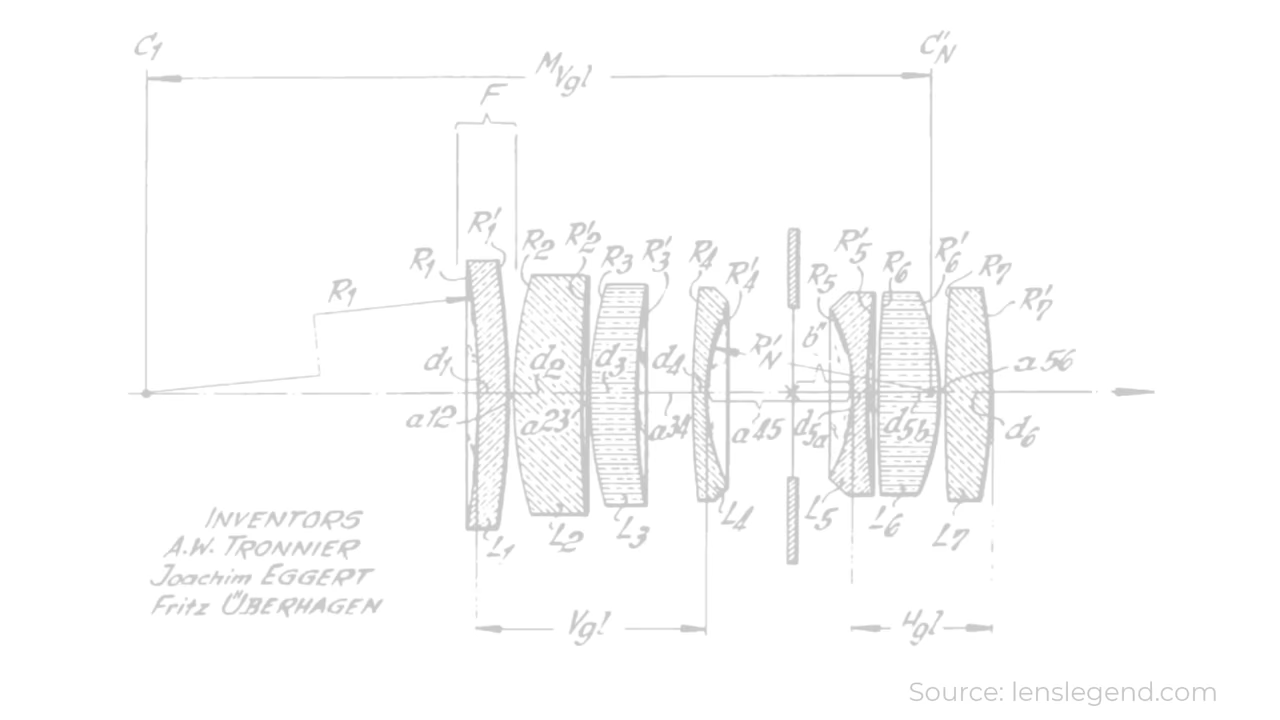 C₁ C'N
M Vgl
F
R'₁ R₂ R'₂ R₃ R'₃ R₄ R'₄ R₅ R'₅ R₆ R'₆ R₇
R₁ R'₇
R₁
b" R'N
d₁ d₂ d₃ d₄ a 56
a12 a23 a34 a'45 d5a d5b d₆
L₁ L₂ L₃ L₄ L₅ L₆ L₇
INVENTORS
A.W. TRONNIER
Joachim EGGERT
Fritz ÜBERHAGEN
Vgl Hgl
Source: lenslegend.com